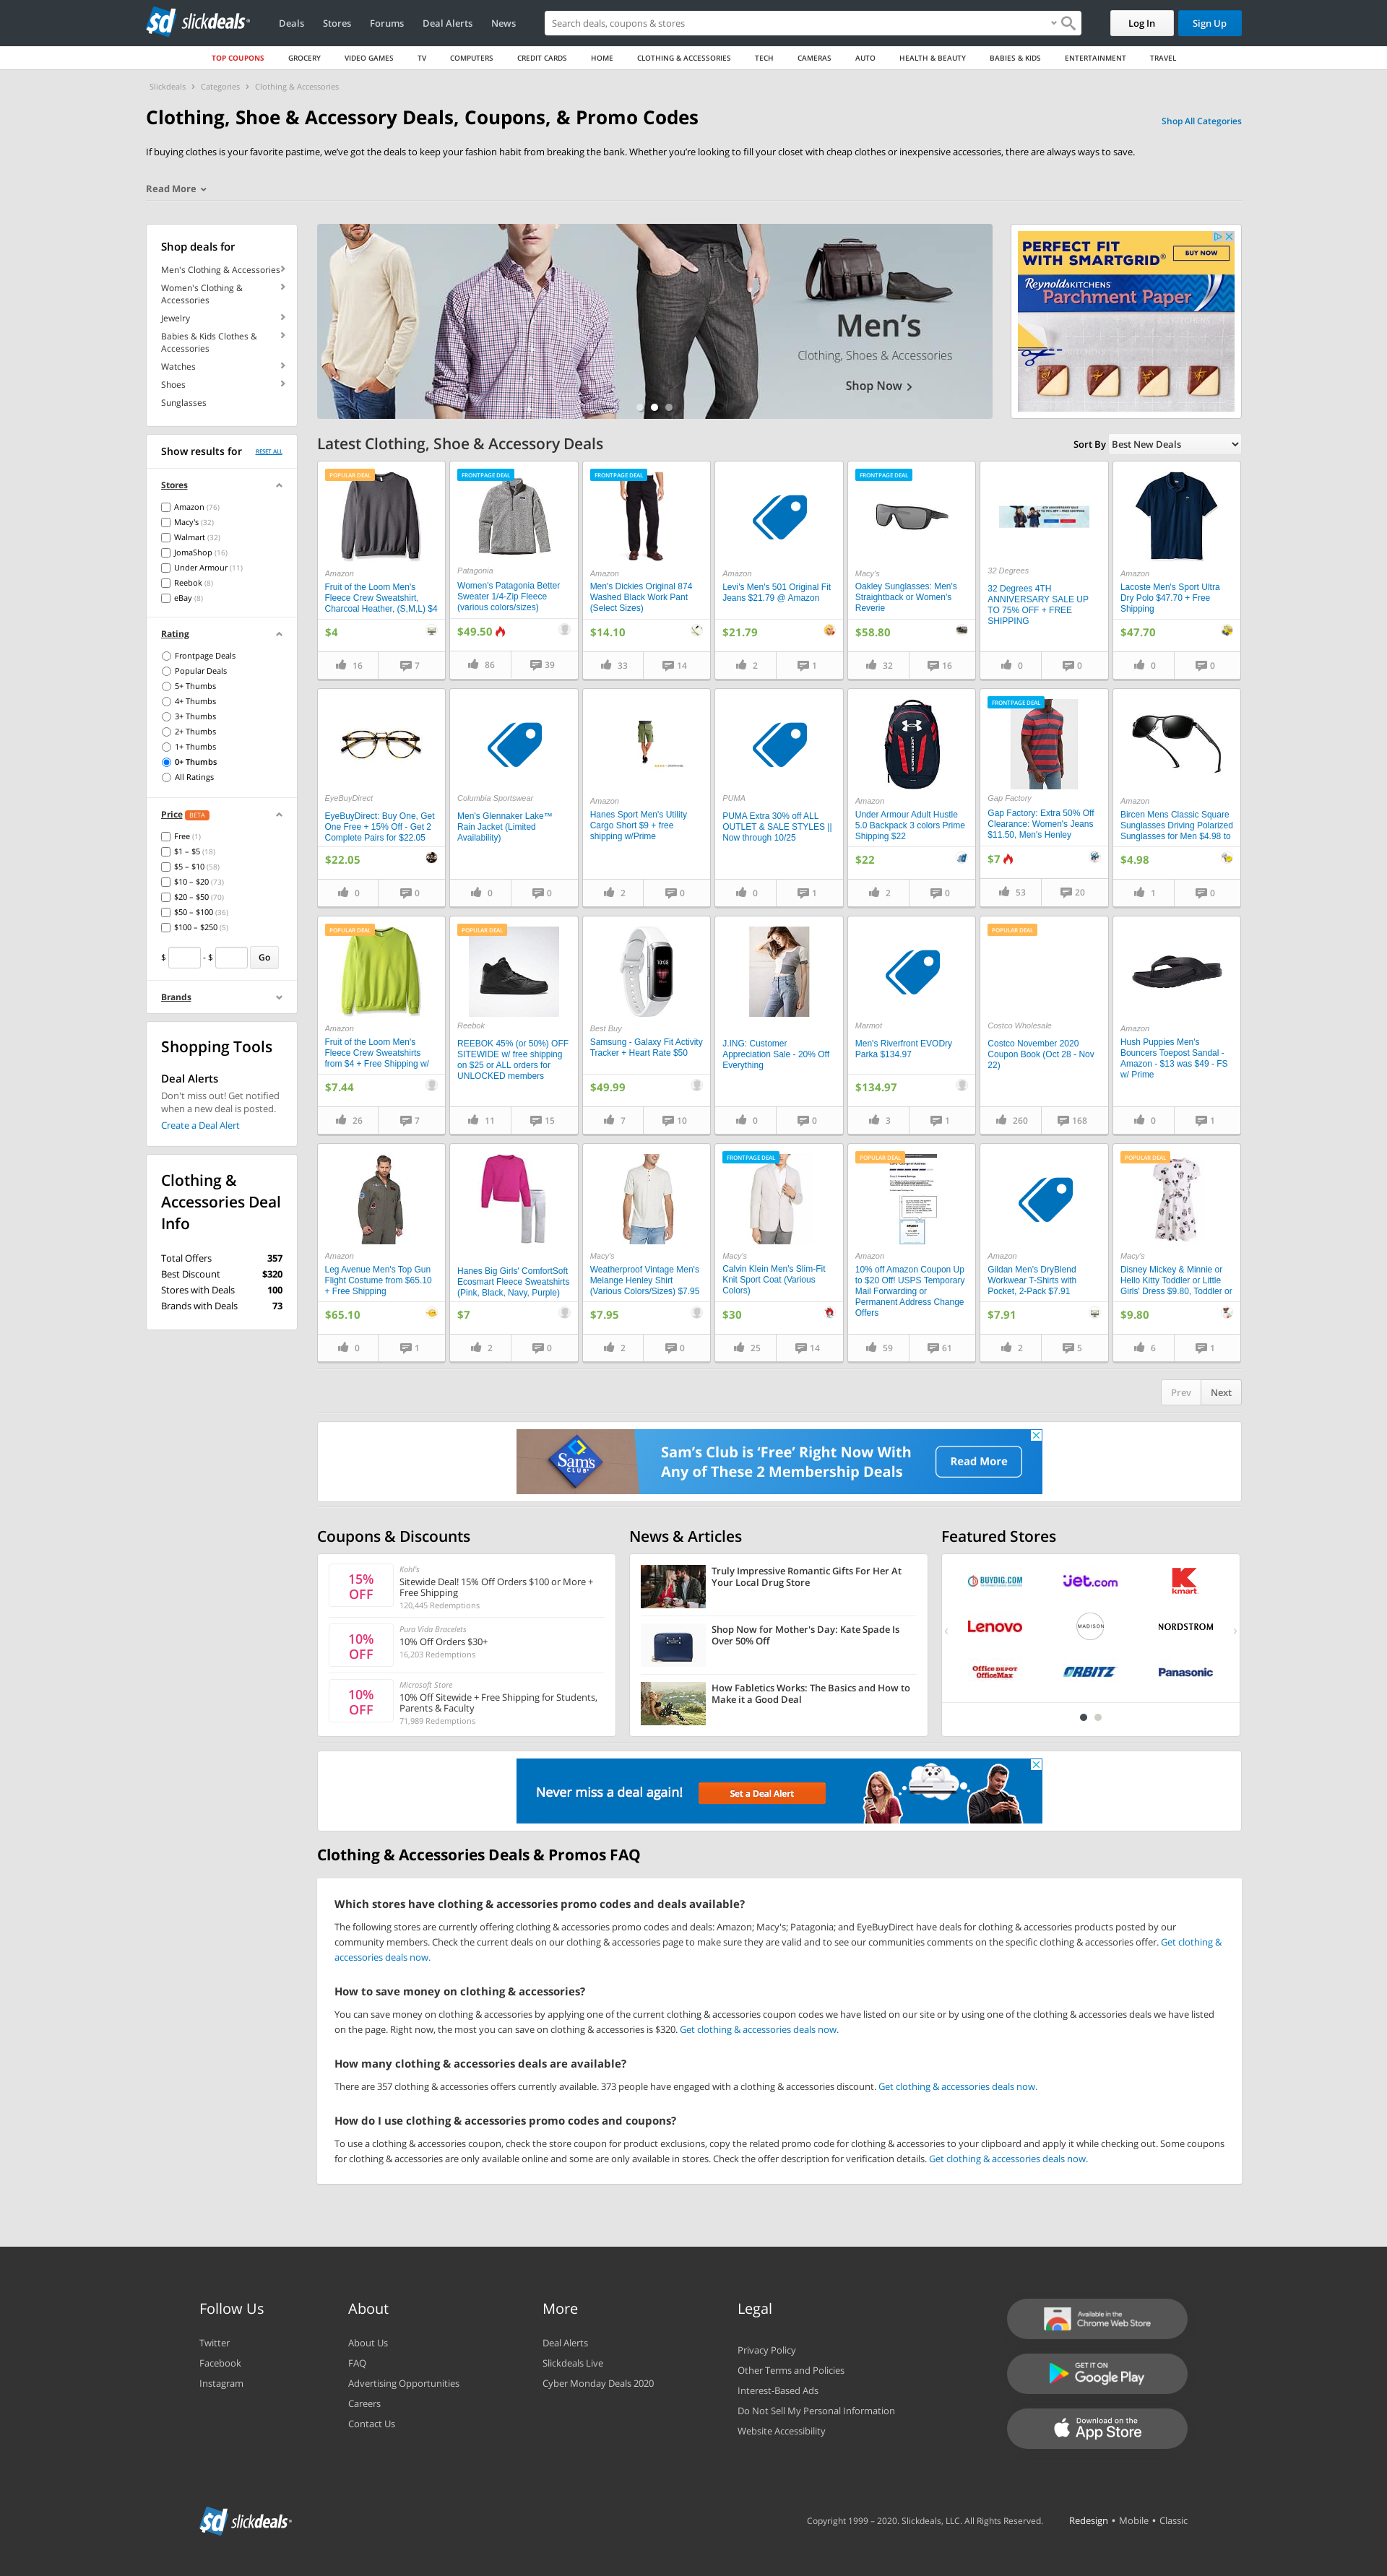 slickdeals
Deals
Stores
Forums
Deal Alerts
News
Search deals, coupons & stores
Log In
Sign Up
TOP COUPONS
GROCERY
VIDEO GAMES
TV
COMPUTERS
CREDIT CARDS
HOME
CLOTHING & ACCESSORIES
TECH
CAMERAS
AUTO
HEALTH & BEAUTY
BABIES & KIDS
ENTERTAINMENT
TRAVEL
Slickdeals › Categories › Clothing & Accessories
Clothing, Shoe & Accessory Deals, Coupons, & Promo Codes
Shop All Categories
If buying clothes is your favorite pastime, we've got the deals to keep your fashion habit from breaking the bank. Whether you're looking to fill your closet with cheap clothes or inexpensive accessories, there are always ways to save.
Read More
Shop deals for
Men's Clothing & Accessories
Women's Clothing &
Accessories
Jewelry
Babies & Kids Clothes &
Accessories
Watches
Shoes
Sunglasses
Men's
Clothing, Shoes & Accessories
Shop Now
PERFECT FIT
WITH SMARTGRID®
BUY NOW
Reynolds KITCHENS
Parchment Paper
Show results for
RESET ALL
Stores
Amazon (76)
Macy's (32)
Walmart (32)
JomaShop (16)
Under Armour (11)
Reebok (8)
eBay (8)
Rating
Frontpage Deals
Popular Deals
5+ Thumbs
4+ Thumbs
3+ Thumbs
2+ Thumbs
1+ Thumbs
0+ Thumbs
All Ratings
Price BETA
Free (1)
$1 – $5 (18)
$5 – $10 (58)
$10 – $20 (73)
$20 – $50 (70)
$50 – $100 (36)
$100 – $250 (5)
$ - $ Go
Brands
Shopping Tools
Deal Alerts
Don't miss out! Get notified
when a new deal is posted.
Create a Deal Alert
Clothing &
Accessories Deal
Info
Total Offers 357
Best Discount $320
Stores with Deals 100
Brands with Deals 73
Latest Clothing, Shoe & Accessory Deals
Sort By Best New Deals
POPULAR DEAL
Amazon
Fruit of the Loom Men's
Fleece Crew Sweatshirt,
Charcoal Heather, (S,M,L) $4
$4
16 7
FRONTPAGE DEAL
Patagonia
Women's Patagonia Better
Sweater 1/4-Zip Fleece
(various colors/sizes)
$49.50
86 39
FRONTPAGE DEAL
Amazon
Men's Dickies Original 874
Washed Black Work Pant
(Select Sizes)
$14.10
33 14
Amazon
Levi's Men's 501 Original Fit
Jeans $21.79 @ Amazon
$21.79
2 1
FRONTPAGE DEAL
Macy's
Oakley Sunglasses: Men's
Straightback or Women's
Reverie
$58.80
32 16
32 Degrees
32 Degrees 4TH
ANNIVERSARY SALE UP
TO 75% OFF + FREE
SHIPPING
0 0
Amazon
Lacoste Men's Sport Ultra
Dry Polo $47.70 + Free
Shipping
$47.70
0 0
EyeBuyDirect
EyeBuyDirect: Buy One, Get
One Free + 15% Off - Get 2
Complete Pairs for $22.05
$22.05
0 0
Columbia Sportswear
Men's Glennaker Lake™
Rain Jacket (Limited
Availability)
0 0
Amazon
Hanes Sport Men's Utility
Cargo Short $9 + free
shipping w/Prime
2 0
PUMA
PUMA Extra 30% off ALL
OUTLET & SALE STYLES ||
Now through 10/25
0 1
Amazon
Under Armour Adult Hustle
5.0 Backpack 3 colors Prime
Shipping $22
$22
2 0
FRONTPAGE DEAL
Gap Factory
Gap Factory: Extra 50% Off
Clearance: Women's Jeans
$11.50, Men's Henley
$7
53 20
Amazon
Bircen Mens Classic Square
Sunglasses Driving Polarized
Sunglasses for Men $4.98 to
$4.98
1 0
POPULAR DEAL
Amazon
Fruit of the Loom Men's
Fleece Crew Sweatshirts
from $4 + Free Shipping w/
$7.44
26 7
POPULAR DEAL
Reebok
REEBOK 45% (or 50%) OFF
SITEWIDE w/ free shipping
on $25 or ALL orders for
UNLOCKED members
11 15
Best Buy
Samsung - Galaxy Fit Activity
Tracker + Heart Rate $50
$49.99
7 10
J.ING: Customer
Appreciation Sale - 20% Off
Everything
0 0
Marmot
Men's Riverfront EVODry
Parka $134.97
$134.97
3 1
POPULAR DEAL
Costco Wholesale
Costco November 2020
Coupon Book (Oct 28 - Nov
22)
260 168
Amazon
Hush Puppies Men's
Bouncers Toepost Sandal -
Amazon - $13 was $49 - FS
w/ Prime
0 1
Amazon
Leg Avenue Men's Top Gun
Flight Costume from $65.10
+ Free Shipping
$65.10
0 1
Hanes Big Girls' ComfortSoft
Ecosmart Fleece Sweatshirts
(Pink, Black, Navy, Purple)
$7
2 0
Macy's
Weatherproof Vintage Men's
Melange Henley Shirt
(Various Colors/Sizes) $7.95
$7.95
2 0
FRONTPAGE DEAL
Macy's
Calvin Klein Men's Slim-Fit
Knit Sport Coat (Various
Colors)
$30
25 14
POPULAR DEAL
Amazon
10% off Amazon Coupon Up
to $20 Off! USPS Temporary
Mail Forwarding or
Permanent Address Change
Offers
59 61
Amazon
Gildan Men's DryBlend
Workwear T-Shirts with
Pocket, 2-Pack $7.91
$7.91
2 5
POPULAR DEAL
Macy's
Disney Mickey & Minnie or
Hello Kitty Toddler or Little
Girls' Dress $9.80, Toddler or
$9.80
6 1
Prev
Next
Sam's CLUB
Sam's Club is 'Free' Right Now With
Any of These 2 Membership Deals
Read More
Coupons & Discounts
15%
OFF
Kohl's
Sitewide Deal! 15% Off Orders $100 or More +
Free Shipping
120,445 Redemptions
10%
OFF
Pura Vida Bracelets
10% Off Orders $30+
16,203 Redemptions
10%
OFF
Microsoft Store
10% Off Sitewide + Free Shipping for Students,
Parents & Faculty
71,989 Redemptions
News & Articles
Truly Impressive Romantic Gifts For Her At
Your Local Drug Store
Shop Now for Mother's Day: Kate Spade Is
Over 50% Off
How Fabletics Works: The Basics and How to
Make it a Good Deal
Featured Stores
BUYDIG.COM
jet.com
kmart
Lenovo
MADISON
NORDSTROM
Office DEPOT
OfficeMax
ORBITZ
Panasonic
Never miss a deal again!
Set a Deal Alert
Clothing & Accessories Deals & Promos FAQ
Which stores have clothing & accessories promo codes and deals available?
The following stores are currently offering clothing & accessories promo codes and deals: Amazon; Macy's; Patagonia; and EyeBuyDirect have deals for clothing & accessories products posted by our
community members. Check the current deals on our clothing & accessories page to make sure they are valid and to see our communities comments on the specific clothing & accessories offer. Get clothing &
accessories deals now.
How to save money on clothing & accessories?
You can save money on clothing & accessories by applying one of the current clothing & accessories coupon codes we have listed on our site or by using one of the clothing & accessories deals we have listed
on the page. Right now, the most you can save on clothing & accessories is $320. Get clothing & accessories deals now.
How many clothing & accessories deals are available?
There are 357 clothing & accessories offers currently available. 373 people have engaged with a clothing & accessories discount. Get clothing & accessories deals now.
How do I use clothing & accessories promo codes and coupons?
To use a clothing & accessories coupon, check the store coupon for product exclusions, copy the related promo code for clothing & accessories to your clipboard and apply it while checking out. Some coupons
for clothing & accessories are only available online and some are only available in stores. Check the offer description for verification details. Get clothing & accessories deals now.
Follow Us
Twitter
Facebook
Instagram
About
About Us
FAQ
Advertising Opportunities
Careers
Contact Us
More
Deal Alerts
Slickdeals Live
Cyber Monday Deals 2020
Legal
Privacy Policy
Other Terms and Policies
Interest-Based Ads
Do Not Sell My Personal Information
Website Accessibility
Available in the
Chrome Web Store
GET IT ON
Google Play
Download on the
App Store
slickdeals
Copyright 1999 – 2020. Slickdeals, LLC. All Rights Reserved.
Redesign • Mobile • Classic